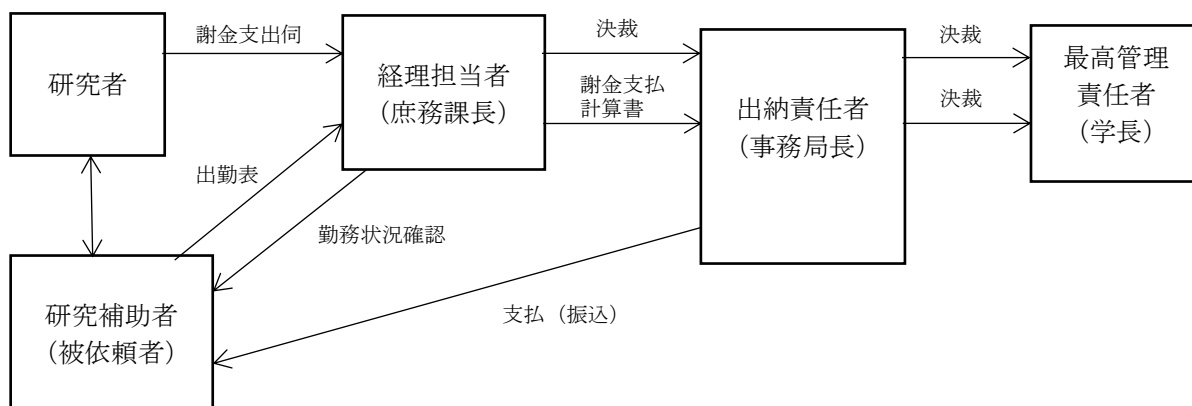 謝金支出伺
決裁
決裁
研究者
経理担当者
(庶務課長)
謝金支払
計算書
出納責任者
(事務局長)
決裁
最高管理
責任者
(学長)
出勤表
勤務状況確認
研究補助者
(被依頼者)
支払(振込)